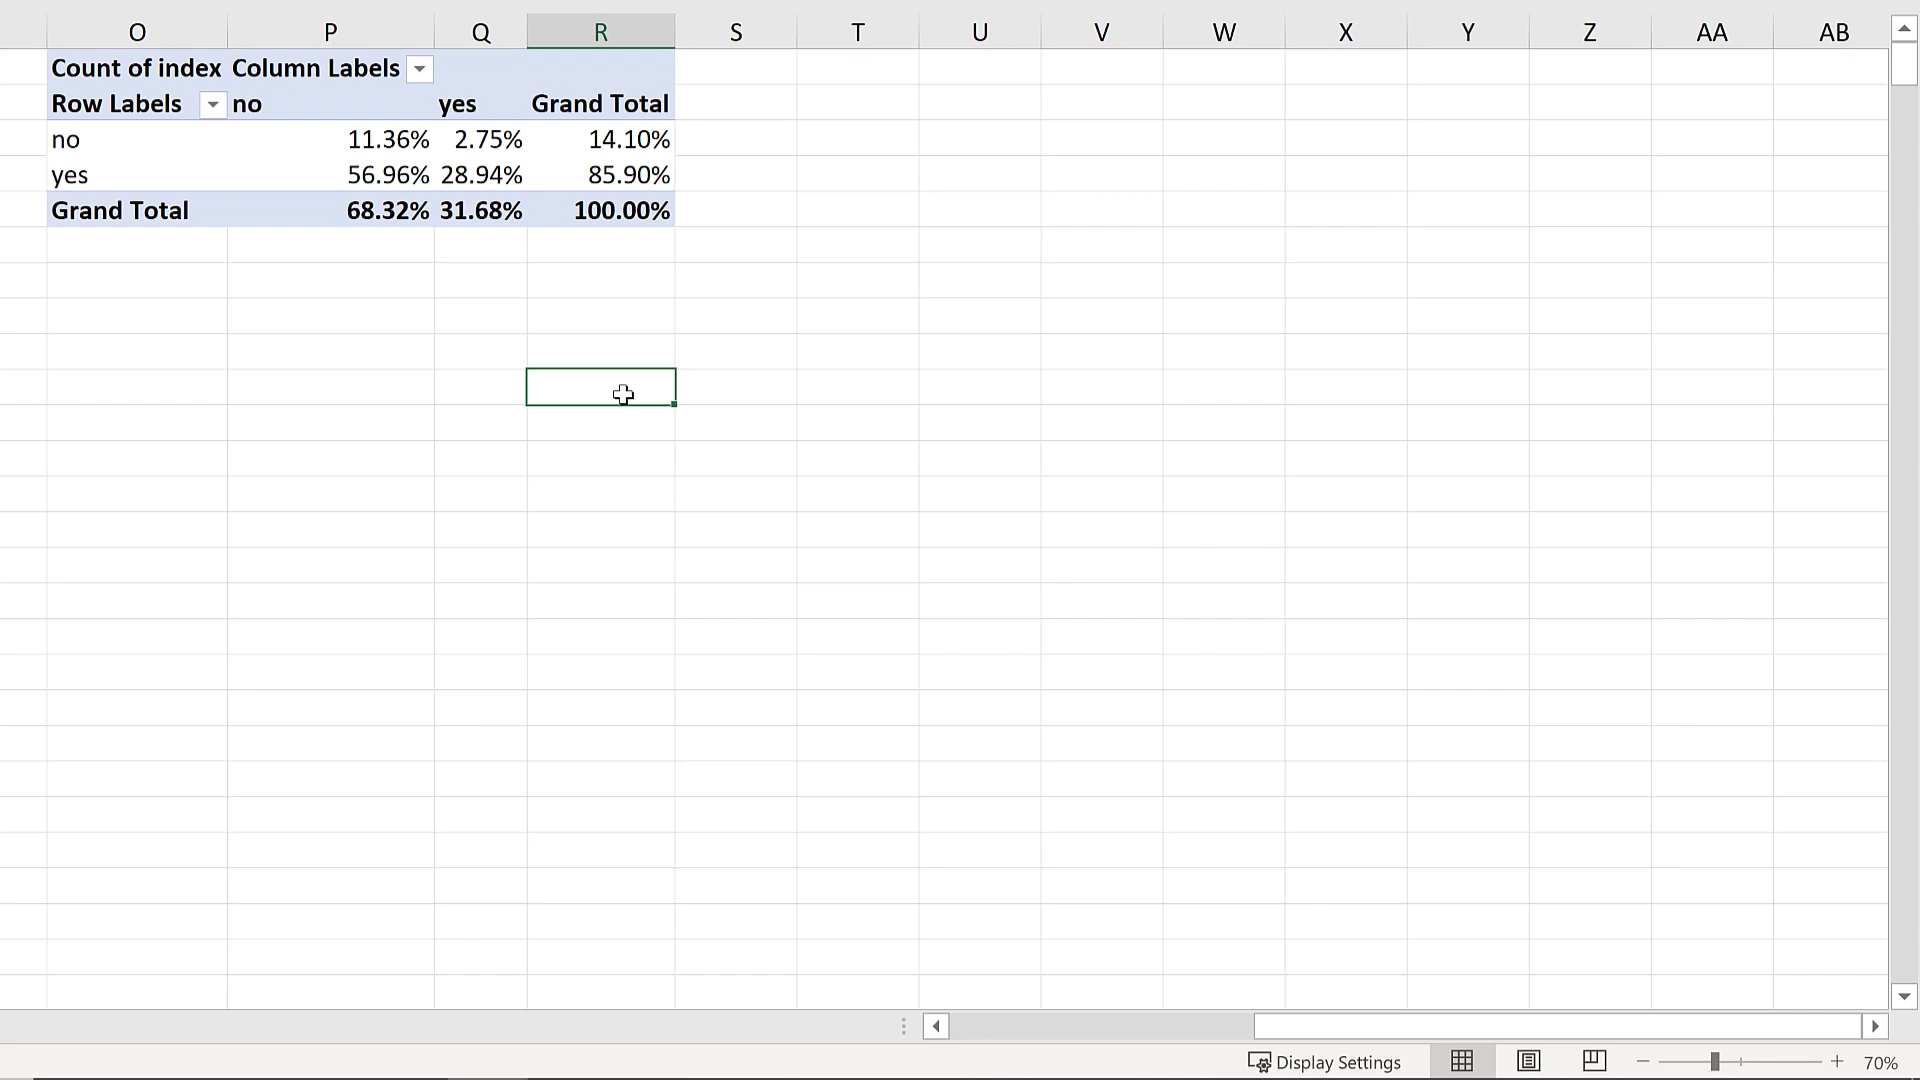 O P Q R S T U V W X Y Z AA AB
Count of index Column Labels
Row Labels no yes Grand Total
no 11.36% 2.75% 14.10%
yes 56.96% 28.94% 85.90%
Grand Total 68.32% 31.68% 100.00%
Display Settings 70%